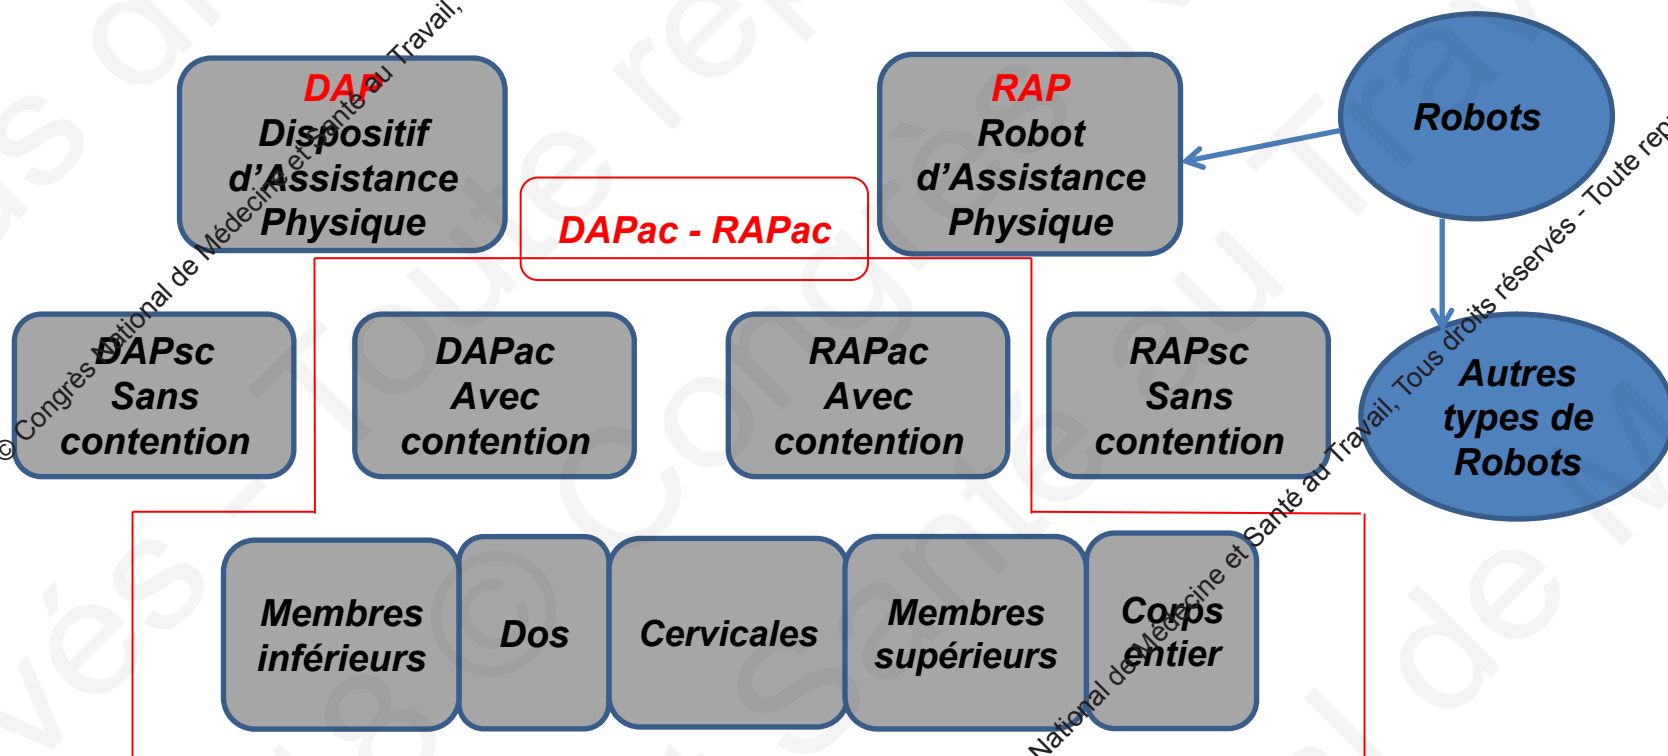 DAP
Dispositif
d'Assistance
Physique
RAP
Robot
d'Assistance
Physique
Robots
DAPac - RAPac
DAPsc
Sans
contention
DAPac
Avec
contention
RAPac
Avec
contention
RAPsc
Sans
contention
Autres
types de
Robots
Membres
inférieurs
Dos
Cervicales
Membres
supérieurs
Corps
entier
© Congrès National de Médecine et Santé au Travail,
National de Médecine et Santé au Travail, Tous droits réservés - Toute